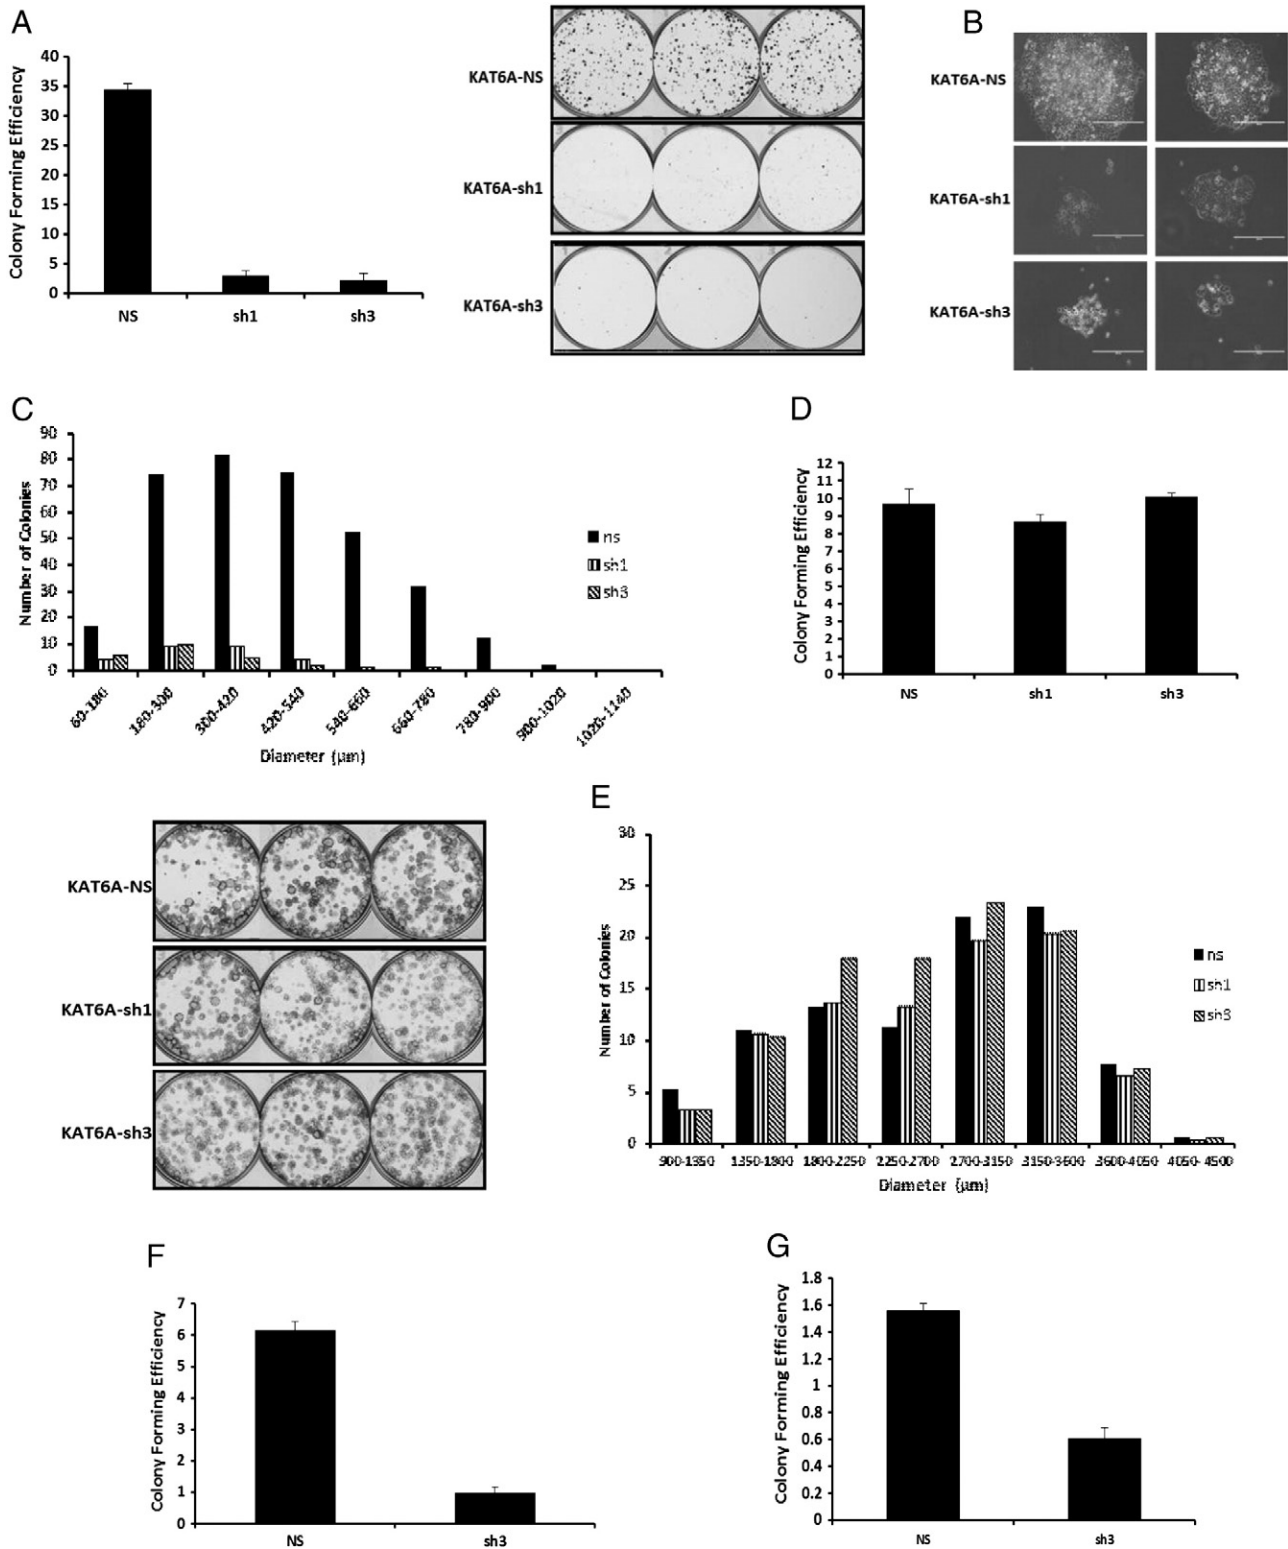 A
Colony Forming Efficiency
40
35
30
25
20
15
10
5
0
NS sh1 sh3
KAT6A-NS
KAT6A-sh1
KAT6A-sh3
B
KAT6A-NS
KAT6A-sh1
KAT6A-sh3
C
Number of Colonies
90
80
70
60
50
40
30
20
10
0
60-180 180-300 300-420 420-540 540-660 660-780 780-900 900-1020 1020-1140
Diameter (µm)
ns
sh1
sh3
D
Colony Forming Efficiency
12
11
10
9
8
7
6
5
4
3
2
1
0
NS sh1 sh3
KAT6A-NS
KAT6A-sh1
KAT6A-sh3
E
Number of Colonies
30
25
20
15
10
5
0
900-1350 1350-1800 1800-2250 2250-2700 2700-3150 3150-3600 3600-4050 4050-4500
Diameter (µm)
ns
sh1
sh3
F
Colony Forming Efficiency
7
6
5
4
3
2
1
0
NS sh3
G
Colony Forming Efficiency
1.8
1.6
1.4
1.2
1
0.8
0.6
0.4
0.2
0
NS sh3